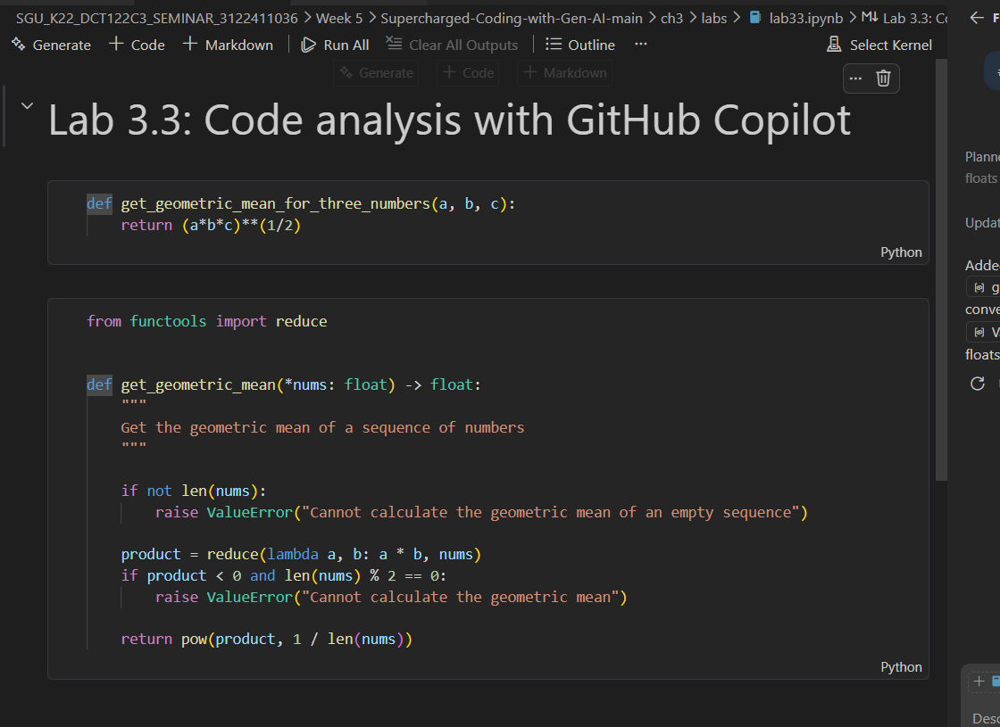 SGU_K22_DCT122C3_SEMINAR_3122411036 > Week 5 > Supercharged-Coding-with-Gen-AI-main > ch3 > labs > lab33.ipynb > M↓ Lab 3.3: Co
Generate + Code + Markdown Run All Clear All Outputs Outline ... Select Kernel
Generate + Code + Markdown
Lab 3.3: Code analysis with GitHub Copilot
def get_geometric_mean_for_three_numbers(a, b, c):
    return (a*b*c)**(1/2)
Python
from functools import reduce
def get_geometric_mean(*nums: float) -> float:
    """
    Get the geometric mean of a sequence of numbers
    """
    if not len(nums):
        raise ValueError("Cannot calculate the geometric mean of an empty sequence")
    product = reduce(lambda a, b: a * b, nums)
    if product < 0 and len(nums) % 2 == 0:
        raise ValueError("Cannot calculate the geometric mean")
    return pow(product, 1 / len(nums))
Python
F
Planne
floats
Updat
Adde
g
conve
V
floats
Desc